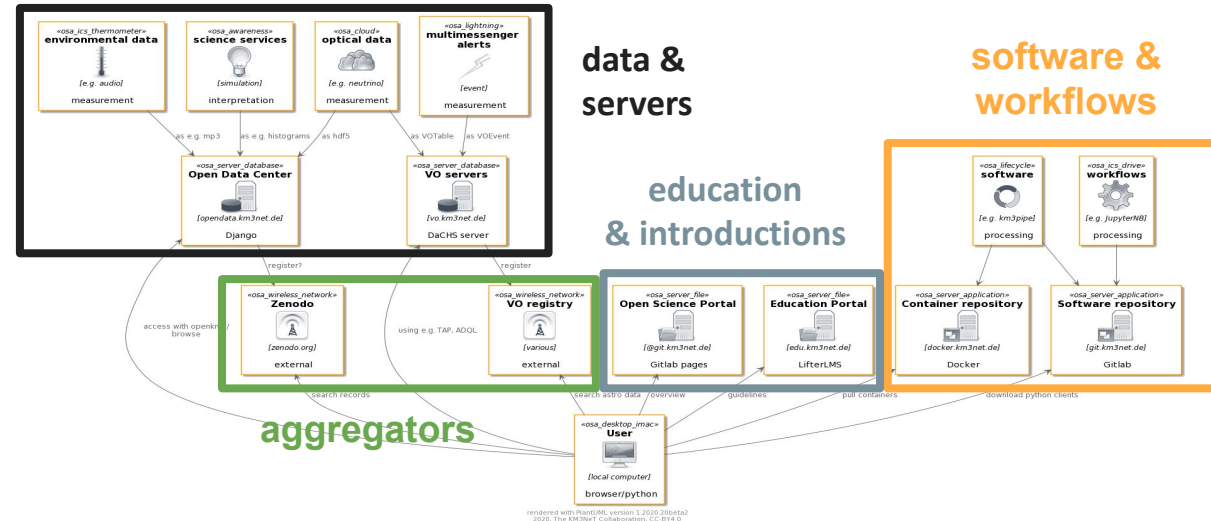 «osa_ics_thermometer»
environmental data
[e.g. audio]
measurement
«osa_awareness»
science services
[simulation]
interpretation
«osa_cloud»
optical data
[e.g. neutrino]
measurement
«osa_lightning»
multimessenger
alerts
[event]
measurement
data &
servers
software &
workflows
as e.g. mp3
as e.g. histograms
as hdf5
as VOTable
as VOEvent
«osa_server_database»
Open Data Center
[opendata.km3net.de]
Django
«osa_server_database»
VO servers
[vo.km3net.de]
DaCHS server
education
& introductions
«osa_lifecycle»
software
[e.g. km3pipe]
processing
«osa_ics_drive»
workflows
[e.g. JupyterNB]
processing
register?
register
«osa_wireless_network»
Zenodo
[zenodo.org]
external
«osa_wireless_network»
VO registry
[various]
external
«osa_server_file»
Open Science Portal
[@git.km3net.de]
Gitlab pages
«osa_server_file»
Education Portal
[edu.km3net.de]
LifterLMS
«osa_server_application»
Container repository
[docker.km3net.de]
Docker
«osa_server_application»
Software repository
[git.km3net.de]
Gitlab
access with
browse
using e.g. TAP, ADQL
search records
search astro data
overview
guidelines
pull containers
download python clients
aggregators
«osa_desktop_imac»
User
[local computer]
browser/python
rendered with PlantUML version 1.2020.20beta2
2020, The KM3NeT Collaboration, CC-BY4.0